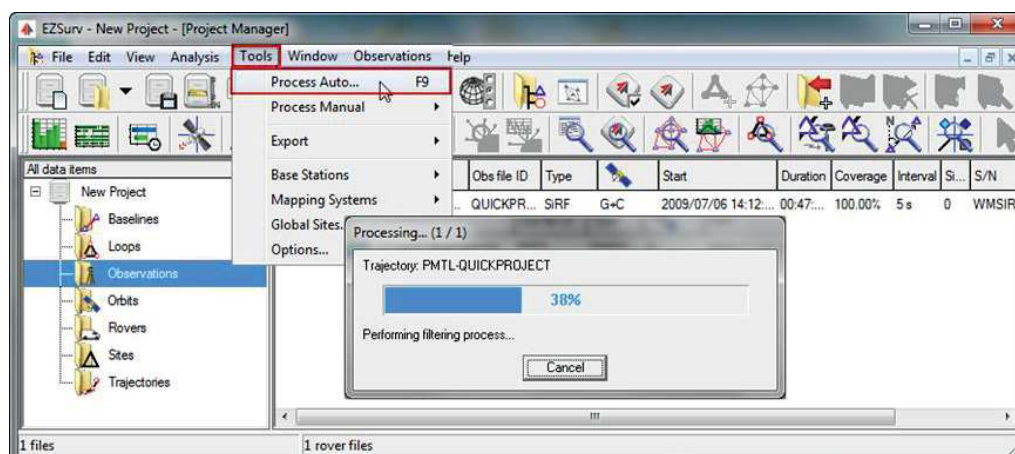 EZSurv - New Project - [Project Manager]
File Edit View Analysis Tools Window Observations Help
Process Auto... F9
Process Manual
Export
Base Stations
Mapping Systems
Global Sites.
Options...
All data items
New Project
Baselines
Loops
Observations
Orbits
Rovers
Sites
Trajectories
Obs file ID Type Start Duration Coverage Interval Si... S/N
QUICKPR... SiRF G+C 2009/07/06 14:12:... 00:47:... 100.00% 5 s 0 WMSIR
Processing... (1 / 1)
Trajectory: PMTL-QUICKPROJECT
38%
Performing filtering process...
Cancel
1 files
1 rover files